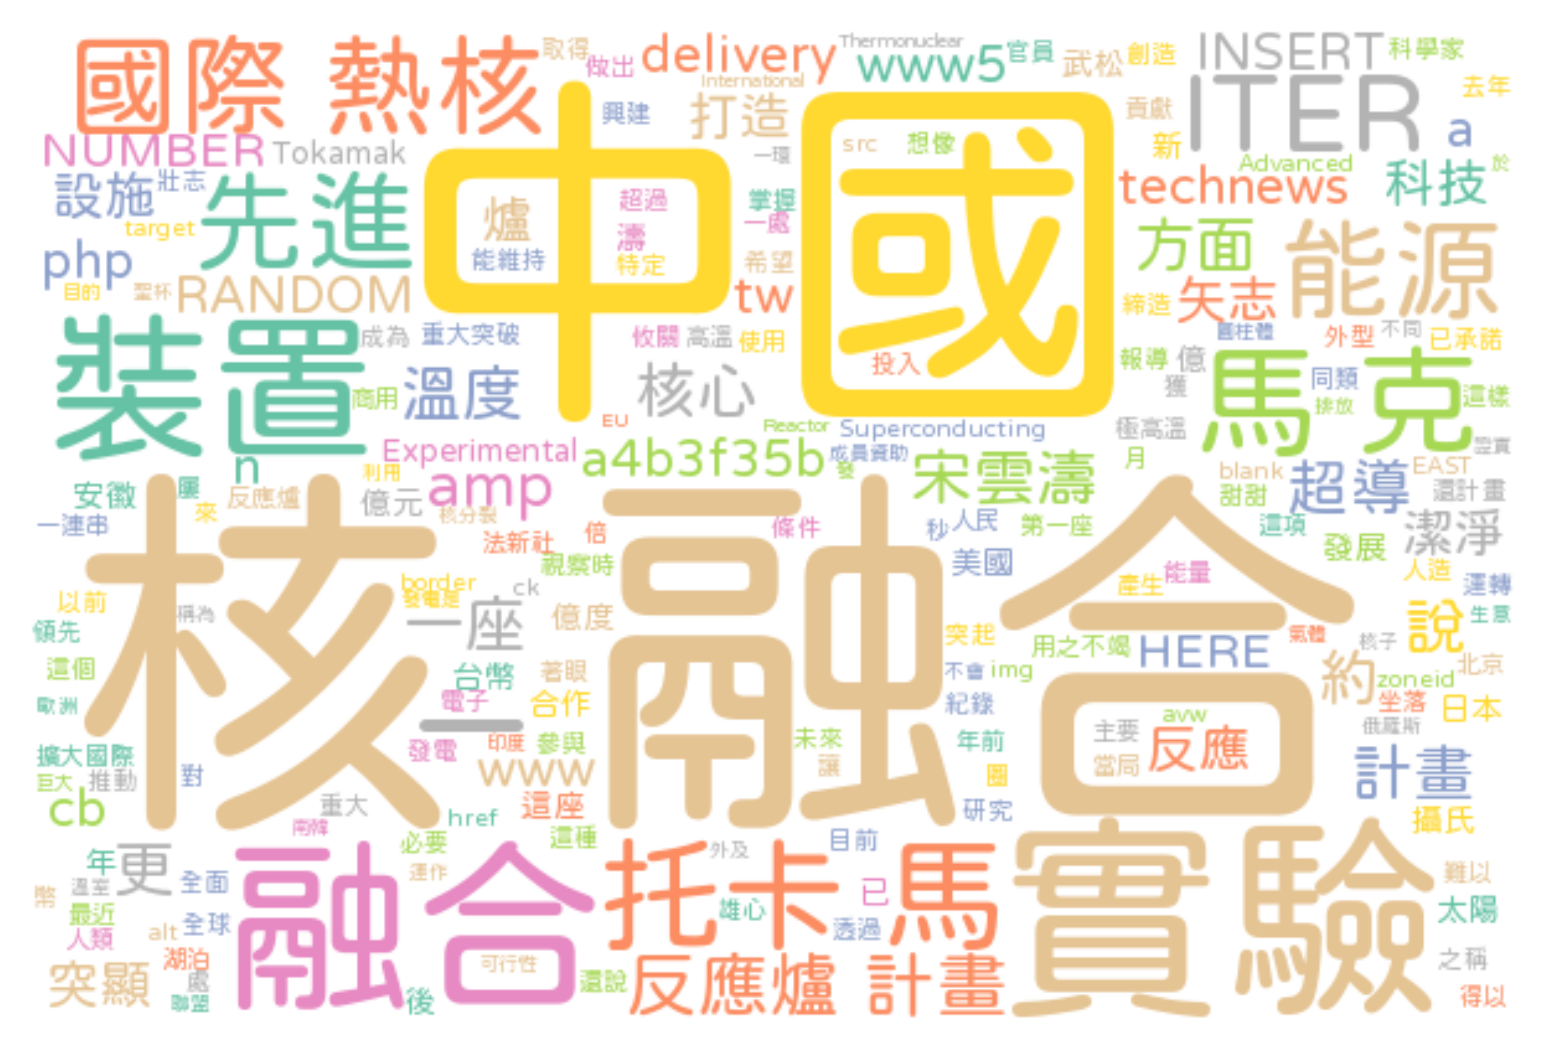 國際 熱核
取得
做出
delivery
Thermonuclear
International
www5
官員
武松
創造
INSERT
科學家
ITER
去年
a
NUMBER
Tokamak
興建
打造
一環
src
想像
貢獻
新
Advanced
於
設施
壯志
先進
中國
爐
超過
濤
能維持
特定
掌握
一處
希望
technews
科技
target
php
目的
聖杯
RANDOM
tw
方面
能源
締造
矢志
裝置
成為
重大突破
攸關
高溫
使用
投入
圓柱體
外型
不同
已承諾
商用
溫度
核心
報導
億
獲
馬克
同類
排放
這樣
EU
Reactor
Superconducting
極高溫
證實
Experimental
a4b3f35b
成員資助
發
宋雲濤
月
blank
甜甜
超導
EAST
還計畫
n
利用
安徽
屢
反應爐
億元
amp
核分裂
來
一連串
法新社
倍
條件
秒
人民
第一座
這項
潔淨
發展
核融合
視察時
美國
能量
產生
人造
運轉
border
發電是
ck
以前
稱為
一座
億度
突起
用之不竭
HERE
氣體
核子
說
生意
領先
這個
台幣
著眼
不會
img
約
zoneid
北京
歐洲
電子
一
合作
紀錄
avw
主要
反應
當局
坐落
日本
俄羅斯
擴大國際
發電
印度
參與
未來
年前
巨大
推動
對
www
讓
圈
計畫
cb
重大
href
這座
研究
攝氏
南韓
必要
這種
目前
年
溫室
更
全面
運作
融合
托卡馬
外及
已
實驗
難以
幣
最近
全球
雄心
透過
太陽
人類
alt
湖泊
處
可行性
之稱
突顯
聯盟
後
還說
反應爐 計畫
得以